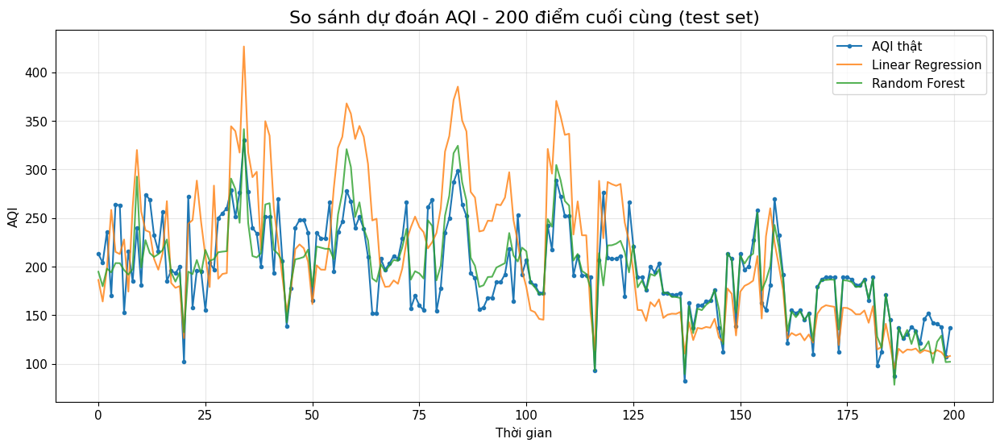 So sánh dự đoán AQI - 200 điểm cuối cùng (test set)
AQI thật
Linear Regression
Random Forest
AQI
400
350
300
250
200
150
100
0 25 50 75 100 125 150 175 200
Thời gian